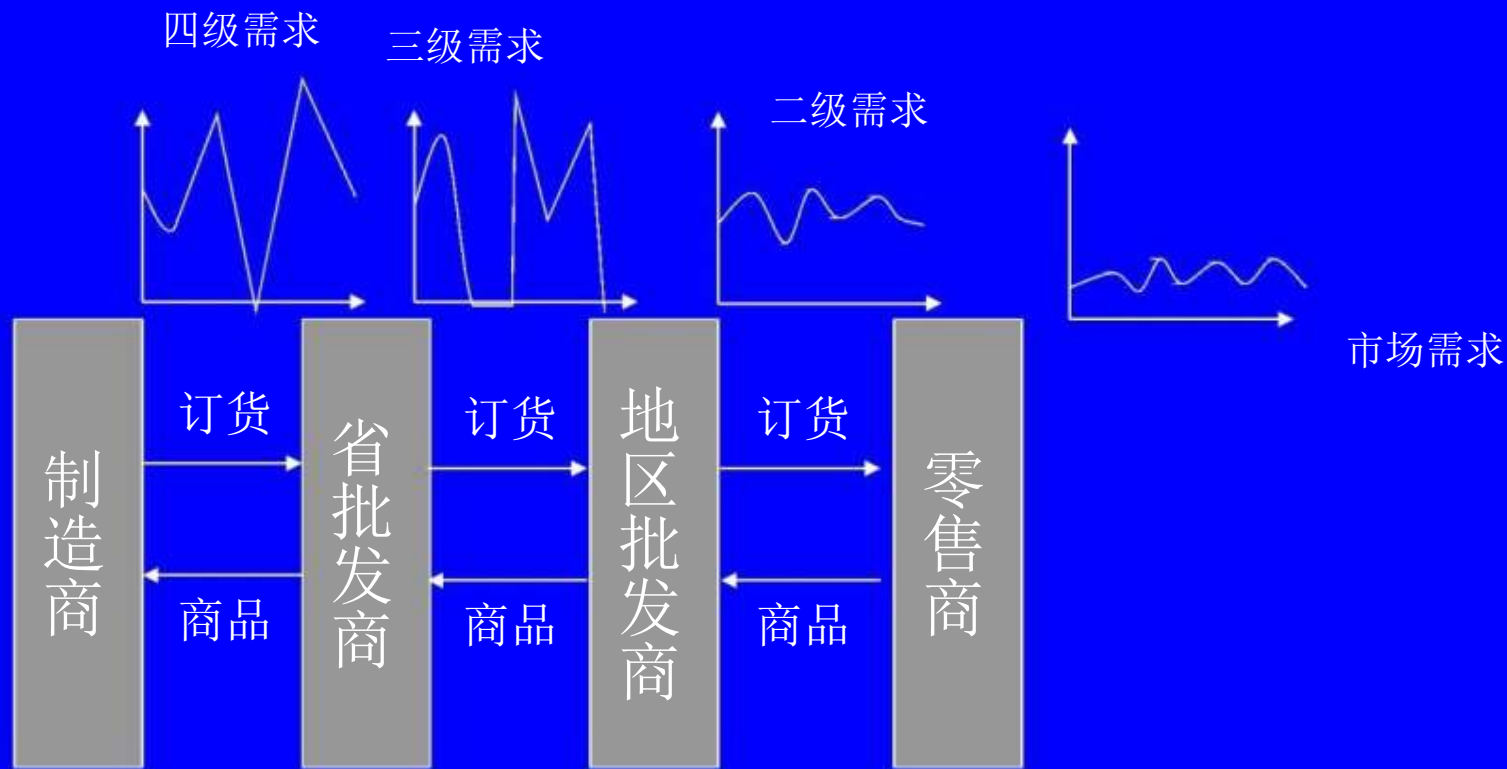 四级需求
三级需求
二级需求
市场需求
制造商
订货
商品
省批发商
订货
商品
地区批发商
订货
商品
零售商